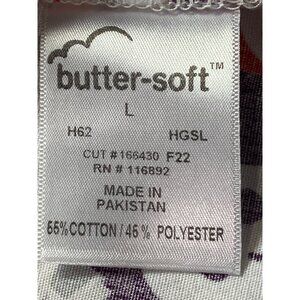 butter-soft™
L
H62 HGSL
CUT # 166430 F22
RN # 116892
MADE IN
PAKISTAN
55% COTTON / 45% POLYESTER